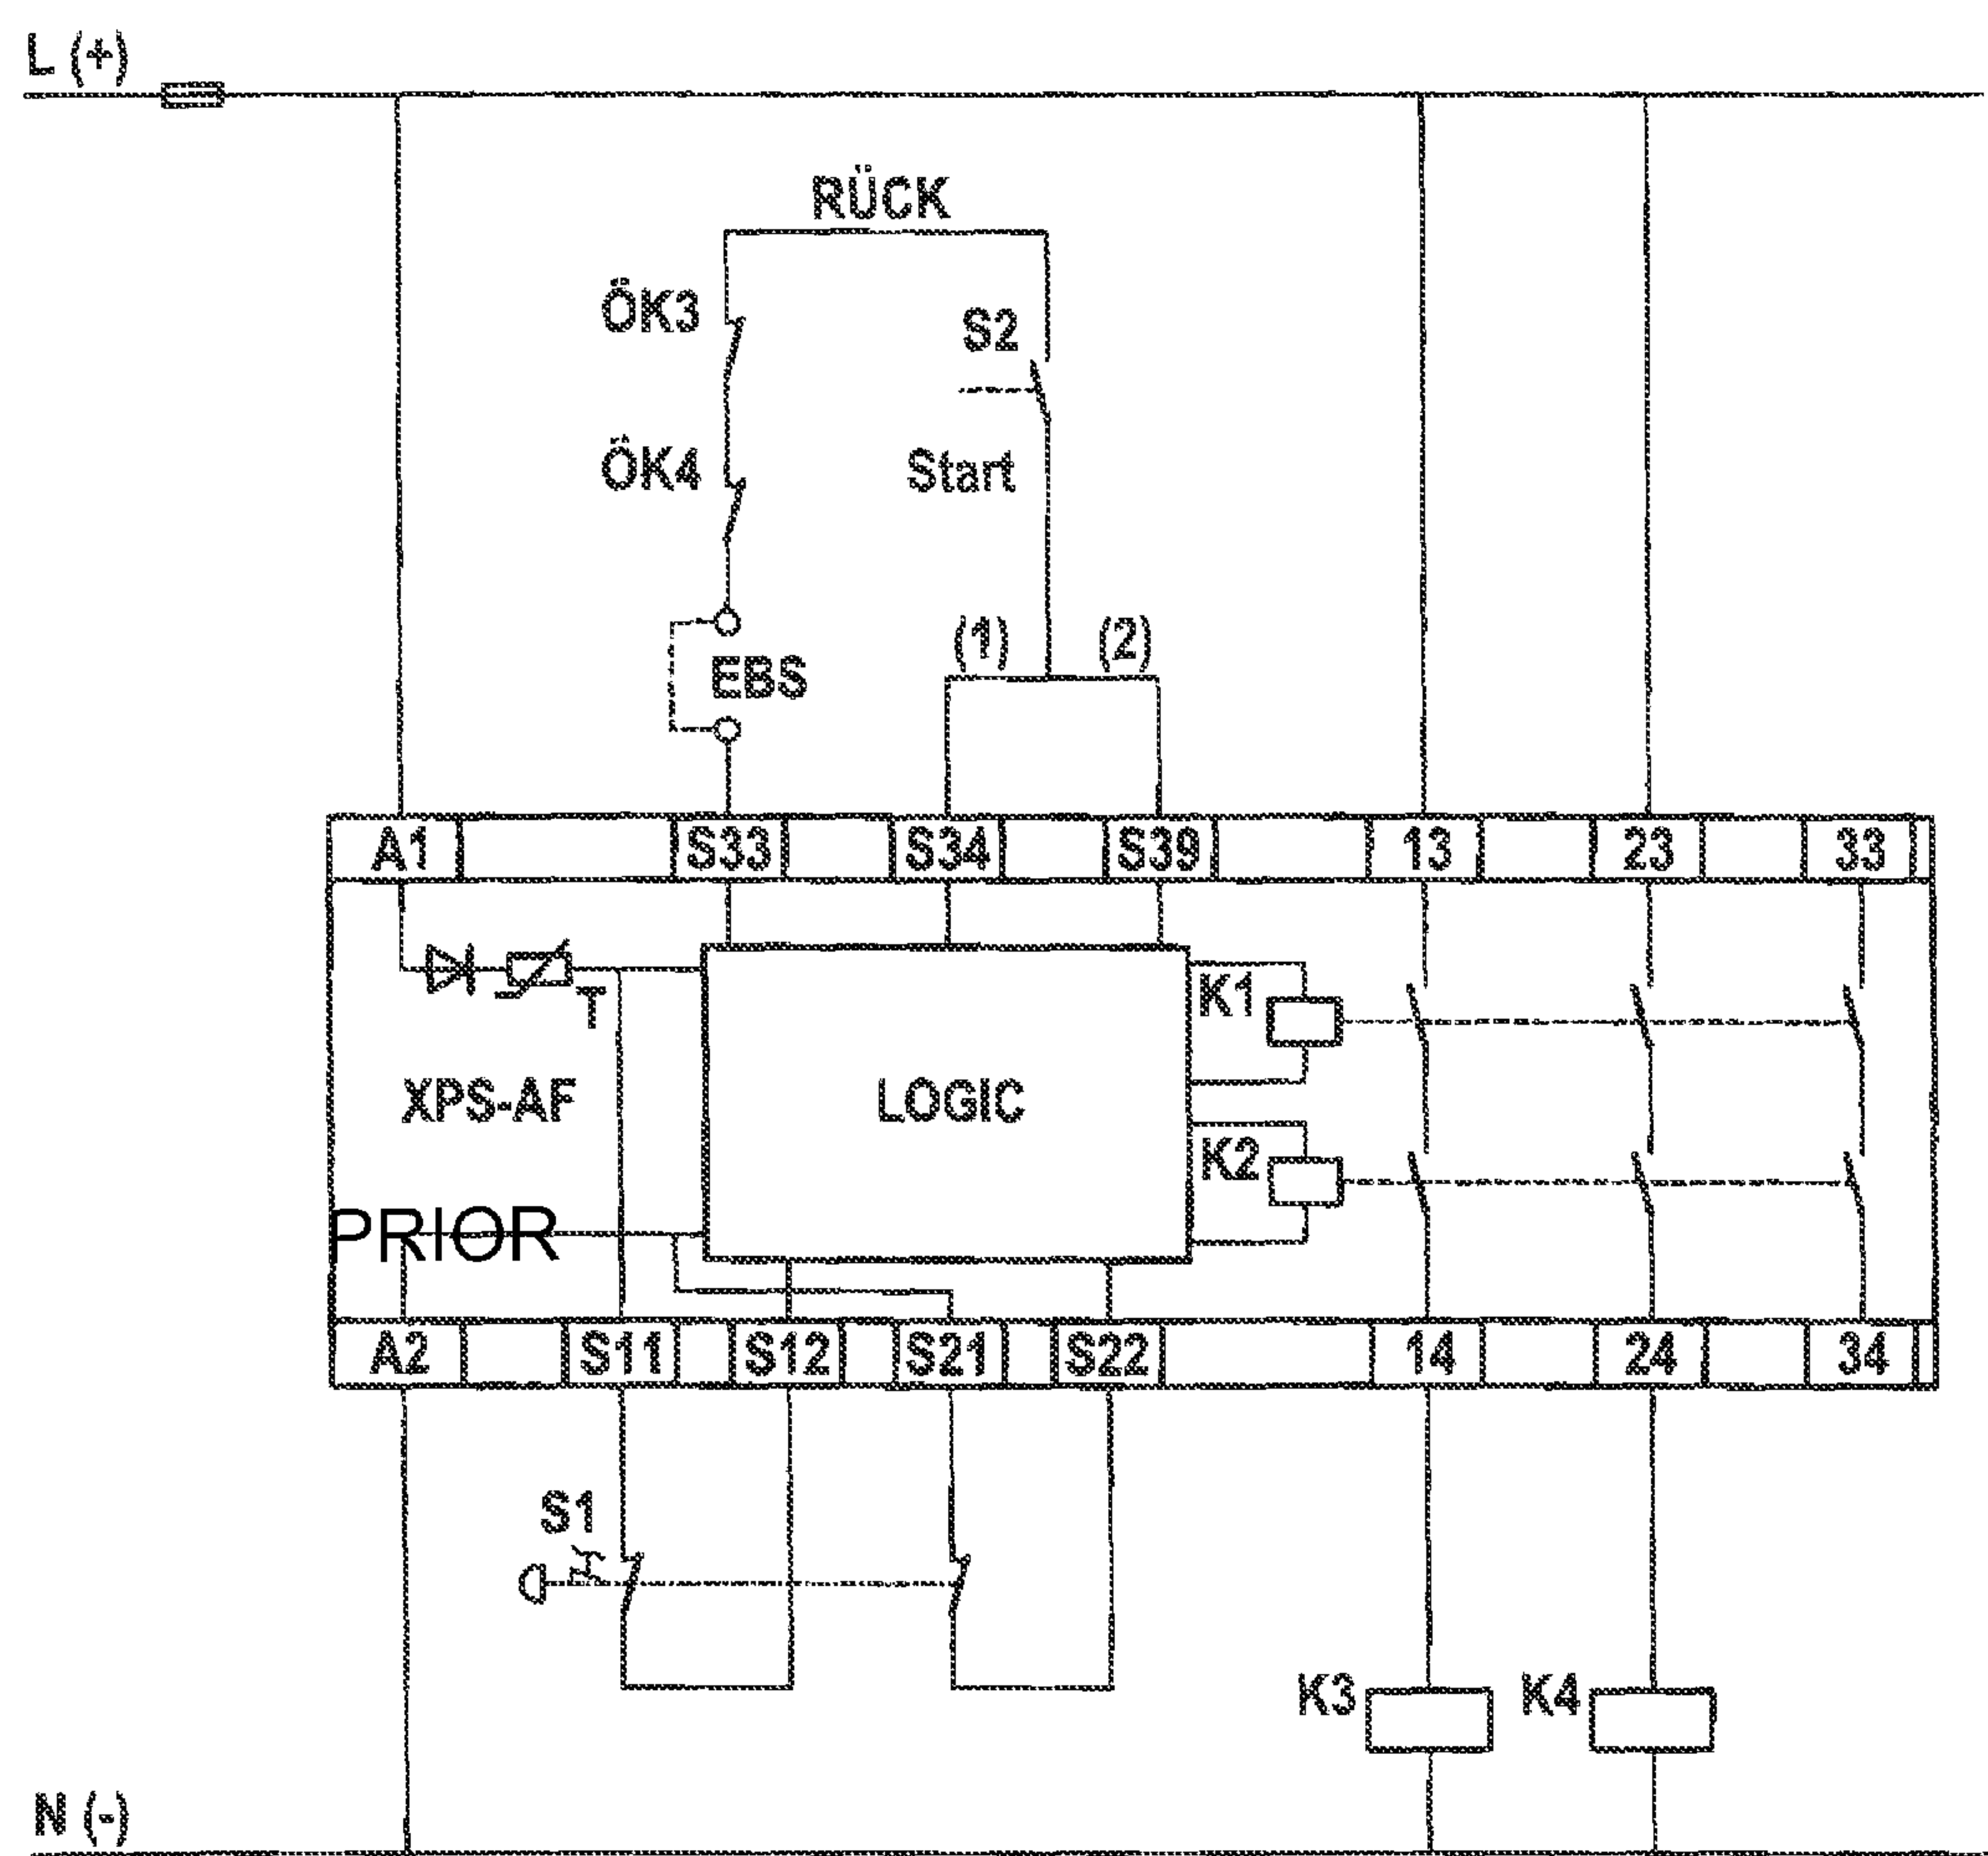 L (+)
RÜCK
ÖK3
S2
ÖK4
Start
(1) (2)
EBS
A1 S33 S34 S39 13 23 33
T
K1
XPS-AF
LOGIC
K2
PRIOR
A2 S11 S12 S21 S22 14 24 34
S1
K3 K4
N (-)